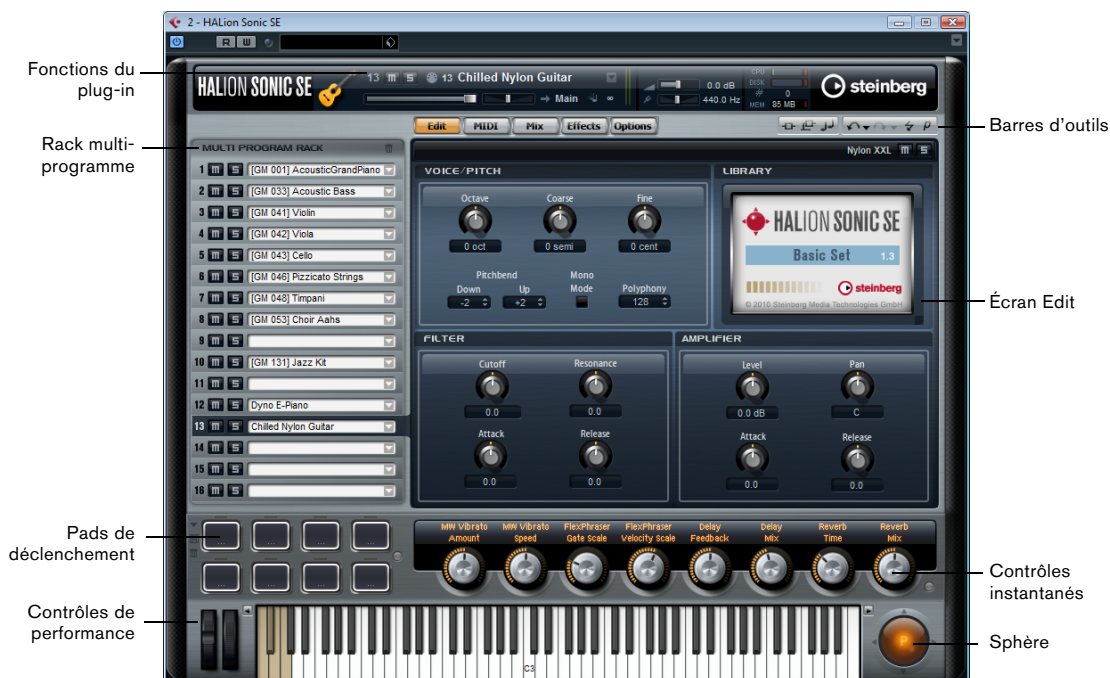 2 - HALion Sonic SE
R W
Fonctions du
plug-in
HALION SONIC SE
13 m S 13 Chilled Nylon Guitar
Main
0.0 dB
440.0 Hz
CPU
DISK
# 0
MEM 85 MB
steinberg
Edit MIDI Mix Effects Options
Barres d'outils
Rack multi-
programme
MULTI PROGRAM RACK
Nylon XXL m S
1 m S [GM 001] AcousticGrandPiano
2 m S [GM 033] Acoustic Bass
3 m S [GM 041] Violin
4 m S [GM 042] Viola
5 m S [GM 043] Cello
6 m S [GM 046] Pizzicato Strings
7 m S [GM 048] Timpani
8 m S [GM 053] Choir Aahs
9 m S
10 m S [GM 131] Jazz Kit
11 m S
12 m S Dyno E-Piano
13 m S Chilled Nylon Guitar
14 m S
15 m S
16 m S
VOICE/PITCH
Octave Coarse Fine
0 oct 0 semi 0 cent
Pitchbend Mono
Down Up Mode Polyphony
-2 +2 128
LIBRARY
HALION SONIC SE
Basic Set 1.3
steinberg
© 2010 Steinberg Media Technologies GmbH
Écran Edit
FILTER
Cutoff Resonance
0.0 0.0
Attack Release
0.0 0.0
AMPLIFIER
Level Pan
0.0 dB C
Attack Release
0.0 0.0
Pads de
déclenchement
... ... ... ...
... ... ... ...
MW Vibrato MW Vibrato FlexPhraser FlexPhraser Delay Delay Reverb Reverb
Amount Speed Gate Scale Velocity Scale Feedback Mix Time Mix
Contrôles
instantanés
Contrôles de
performance
C3
P
Sphère